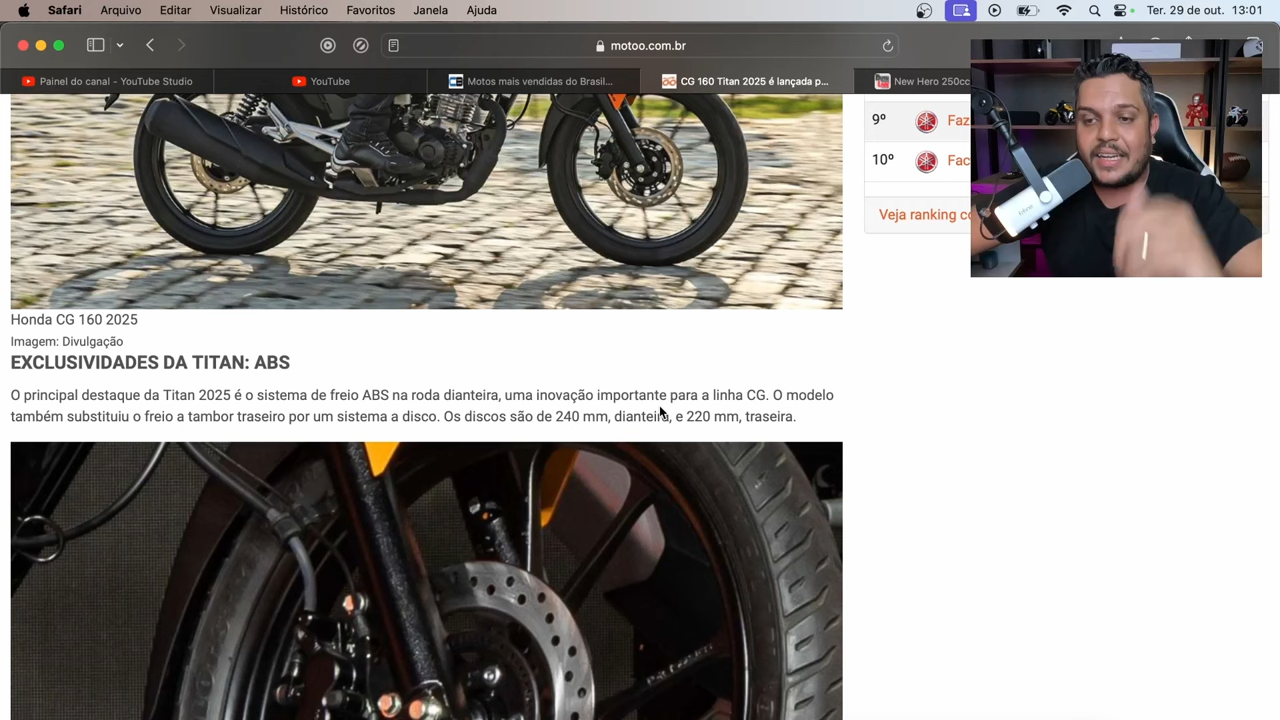 Safari Arquivo Editar Visualizar Histórico Favoritos Janela Ajuda Ter. 29 de out. 13:01
motoo.com.br
Painel do canal - YouTube Studio
YouTube
Motos mais vendidas do Brasil...
CG 160 Titan 2025 é lançada p...
New Hero 250cc
9º Faz
10º Fac
Veja ranking co
Honda CG 160 2025
Imagem: Divulgação
EXCLUSIVIDADES DA TITAN: ABS
O principal destaque da Titan 2025 é o sistema de freio ABS na roda dianteira, uma inovação importante para a linha CG. O modelo
também substituiu o freio a tambor traseiro por um sistema a disco. Os discos são de 240 mm, dianteira, e 220 mm, traseira.